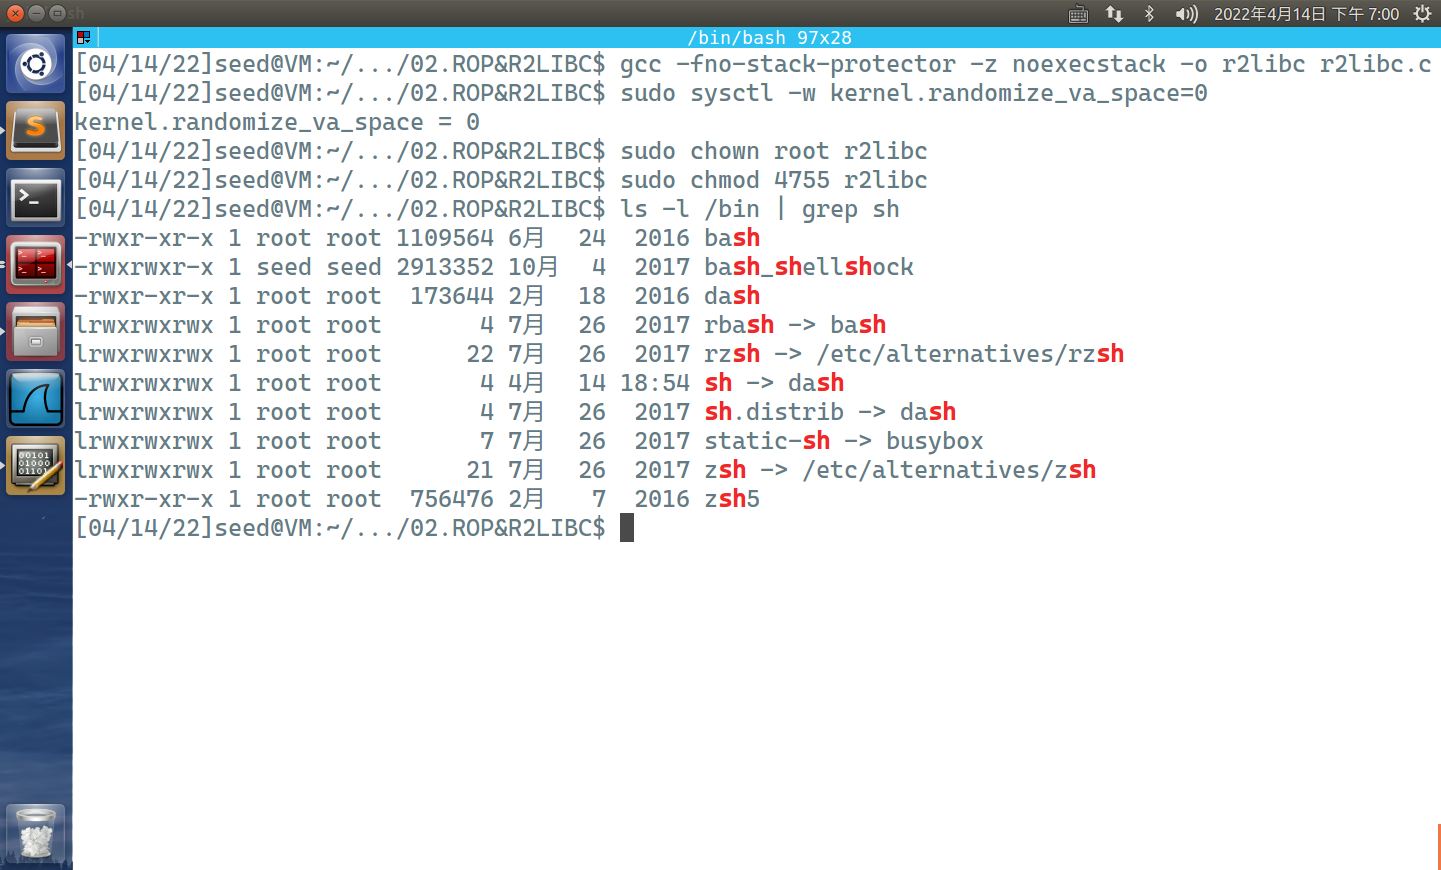 sh
2022年4月14日 下午 7:00
/bin/bash 97x28
[04/14/22]seed@VM:~/.../02.ROP&R2LIBC$ gcc -fno-stack-protector -z noexecstack -o r2libc r2libc.c
[04/14/22]seed@VM:~/.../02.ROP&R2LIBC$ sudo sysctl -w kernel.randomize_va_space=0
kernel.randomize_va_space = 0
[04/14/22]seed@VM:~/.../02.ROP&R2LIBC$ sudo chown root r2libc
[04/14/22]seed@VM:~/.../02.ROP&R2LIBC$ sudo chmod 4755 r2libc
[04/14/22]seed@VM:~/.../02.ROP&R2LIBC$ ls -l /bin | grep sh
-rwxr-xr-x 1 root root 1109564 6月  24  2016 bash
-rwxrwxr-x 1 seed seed 2913352 10月  4  2017 bash_shellshock
-rwxr-xr-x 1 root root  173644 2月  18  2016 dash
lrwxrwxrwx 1 root root       4 7月  26  2017 rbash -> bash
lrwxrwxrwx 1 root root      22 7月  26  2017 rzsh -> /etc/alternatives/rzsh
lrwxrwxrwx 1 root root       4 4月  14 18:54 sh -> dash
lrwxrwxrwx 1 root root       4 7月  26  2017 sh.distrib -> dash
lrwxrwxrwx 1 root root       7 7月  26  2017 static-sh -> busybox
lrwxrwxrwx 1 root root      21 7月  26  2017 zsh -> /etc/alternatives/zsh
-rwxr-xr-x 1 root root  756476 2月   7  2016 zsh5
[04/14/22]seed@VM:~/.../02.ROP&R2LIBC$
S
>_
00101
01000
01101